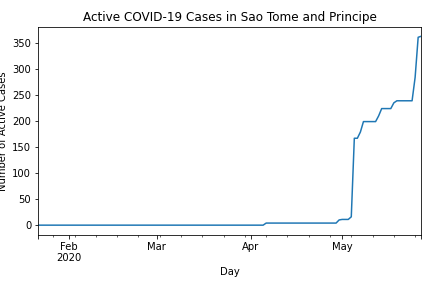 Active COVID-19 Cases in Sao Tome and Principe
Number of Active Cases
350
300
250
200
150
100
50
0
Feb
2020
Mar
Apr
May
Day